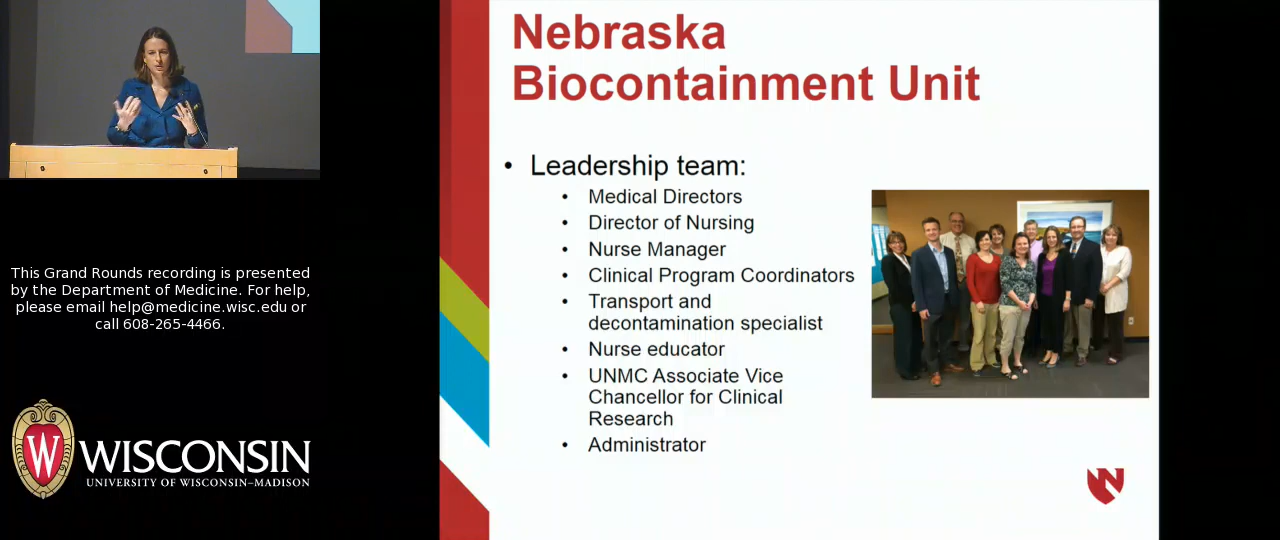 Nebraska
Biocontainment Unit
• Leadership team:
• Medical Directors
• Director of Nursing
• Nurse Manager
• Clinical Program Coordinators
• Transport and
decontamination specialist
• Nurse educator
• UNMC Associate Vice
Chancellor for Clinical
Research
• Administrator
This Grand Rounds recording is presented
by the Department of Medicine. For help,
please email help@medicine.wisc.edu or
call 608-265-4466.
W
WISCONSIN
UNIVERSITY OF WISCONSIN–MADISON
N